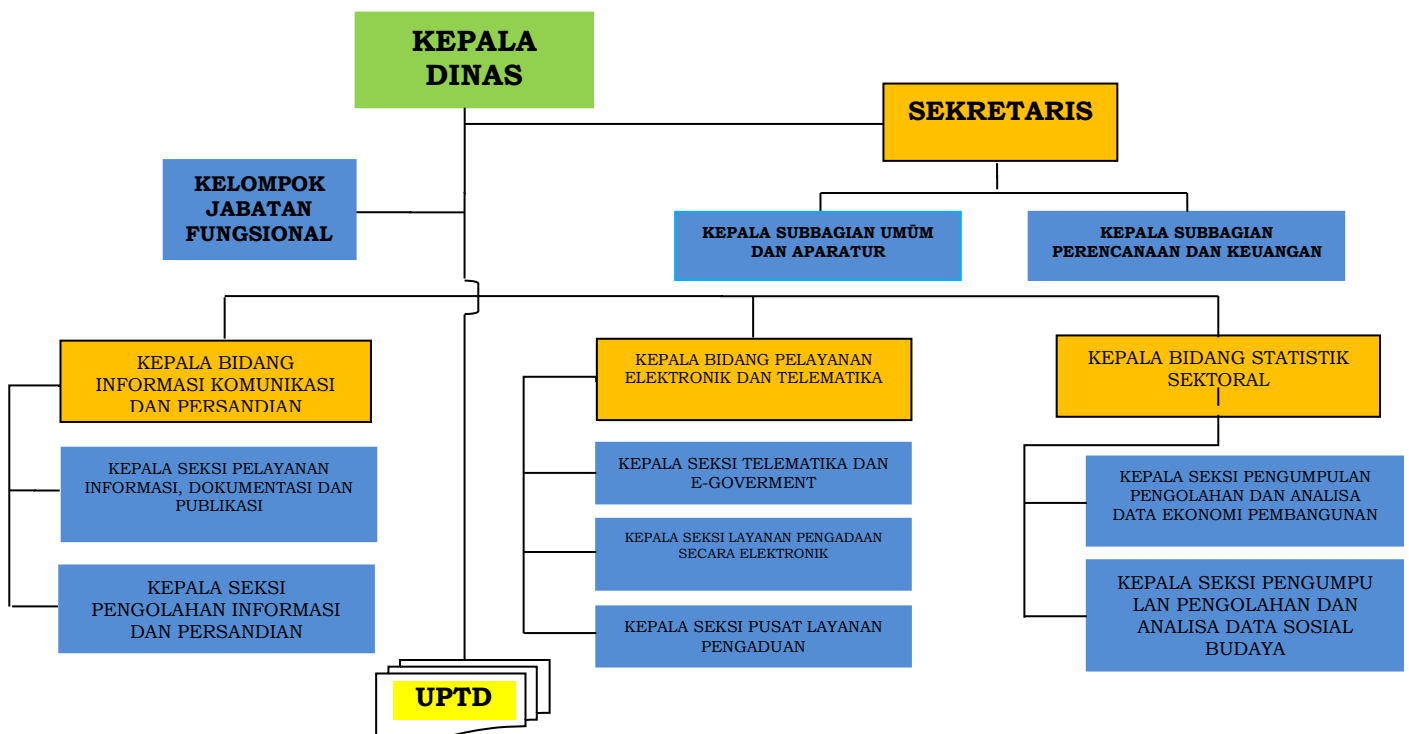 KEPALA
DINAS
SEKRETARIS
KELOMPOK
JABATAN
FUNGSIONAL
KEPALA SUBBAGIAN UMŪM
DAN APARATUR
KEPALA SUBBAGIAN
PERENCANAAN DAN KEUANGAN
KEPALA BIDANG
INFORMASI KOMUNIKASI
DAN PERSANDIAN
KEPALA BIDANG PELAYANAN
ELEKTRONIK DAN TELEMATIKA
KEPALA BIDANG STATISTIK
SEKTORAL
KEPALA SEKSI PELAYANAN
INFORMASI, DOKUMENTASI DAN
PUBLIKASI
KEPALA SEKSI
PENGOLAHAN INFORMASI
DAN PERSANDIAN
KEPALA SEKSI TELEMATIKA DAN
E-GOVERMENT
KEPALA SEKSI LAYANAN PENGADAAN
SECARA ELEKTRONIK
KEPALA SEKSI PUSAT LAYANAN
PENGADUAN
KEPALA SEKSI PENGUMPULAN
PENGOLAHAN DAN ANALISA
DATA EKONOMI PEMBANGUNAN
KEPALA SEKSI PENGUMPU
LAN PENGOLAHAN DAN
ANALISA DATA SOSIAL
BUDAYA
UPTD